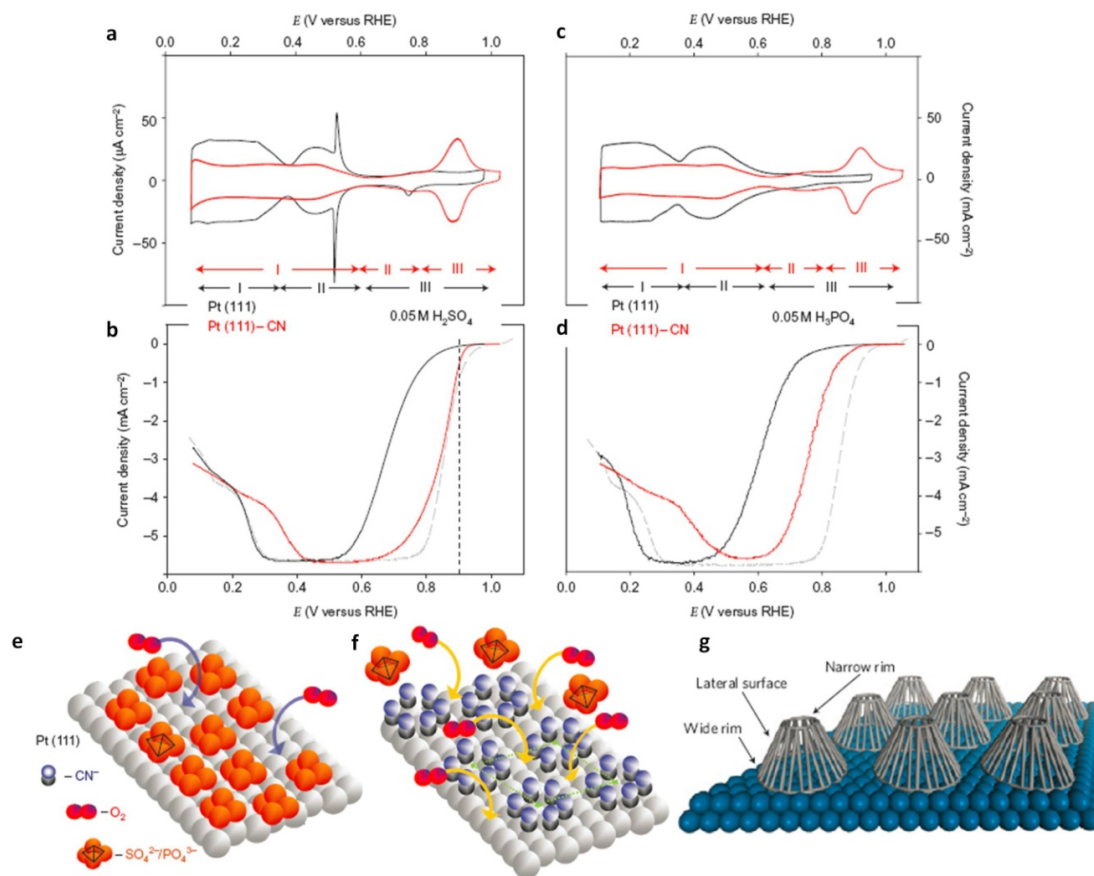 a
E (V versus RHE)
0.0 0.2 0.4 0.6 0.8 1.0
Current density (μA cm⁻²)
50
0
−50
I II III
I II III
Pt (111)
Pt (111)– CN
0.05 M H₂SO₄
c
E (V versus RHE)
0.0 0.2 0.4 0.6 0.8 1.0
50
0
−50
Current density (mA cm⁻²)
I II III
I II III
Pt (111)
Pt (111)– CN
0.05 M H₃PO₄
b
Current density (mA cm⁻²)
0
−1
−2
−3
−4
−5
0.0 0.2 0.4 0.6 0.8 1.0
E (V versus RHE)
d
0
−1
−2
−3
−4
−5
Current density (mA cm⁻²)
0.0 0.2 0.4 0.6 0.8 1.0
E (V versus RHE)
e
Pt (111)
– CN⁻
– O₂
– SO₄²⁻/PO₄³⁻
f
g
Narrow rim
Lateral surface
Wide rim